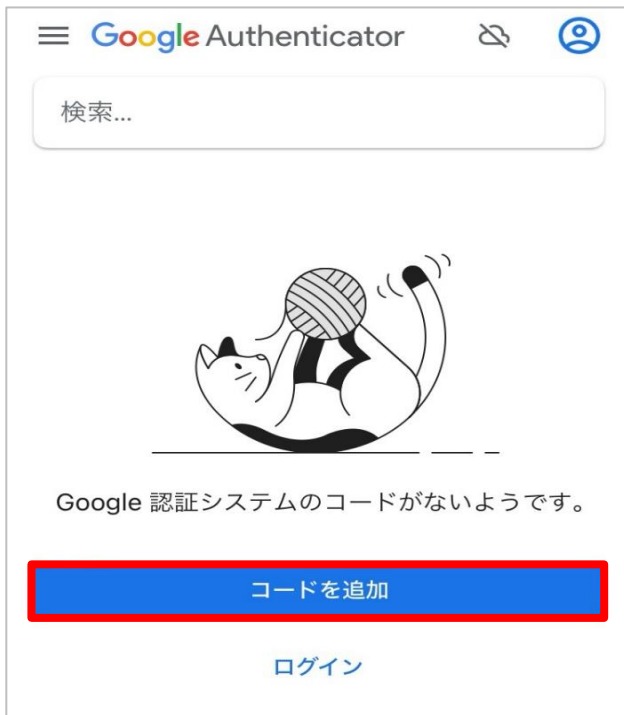 Google Authenticator
検索...
Google 認証システムのコードがないようです。
コードを追加
ログイン